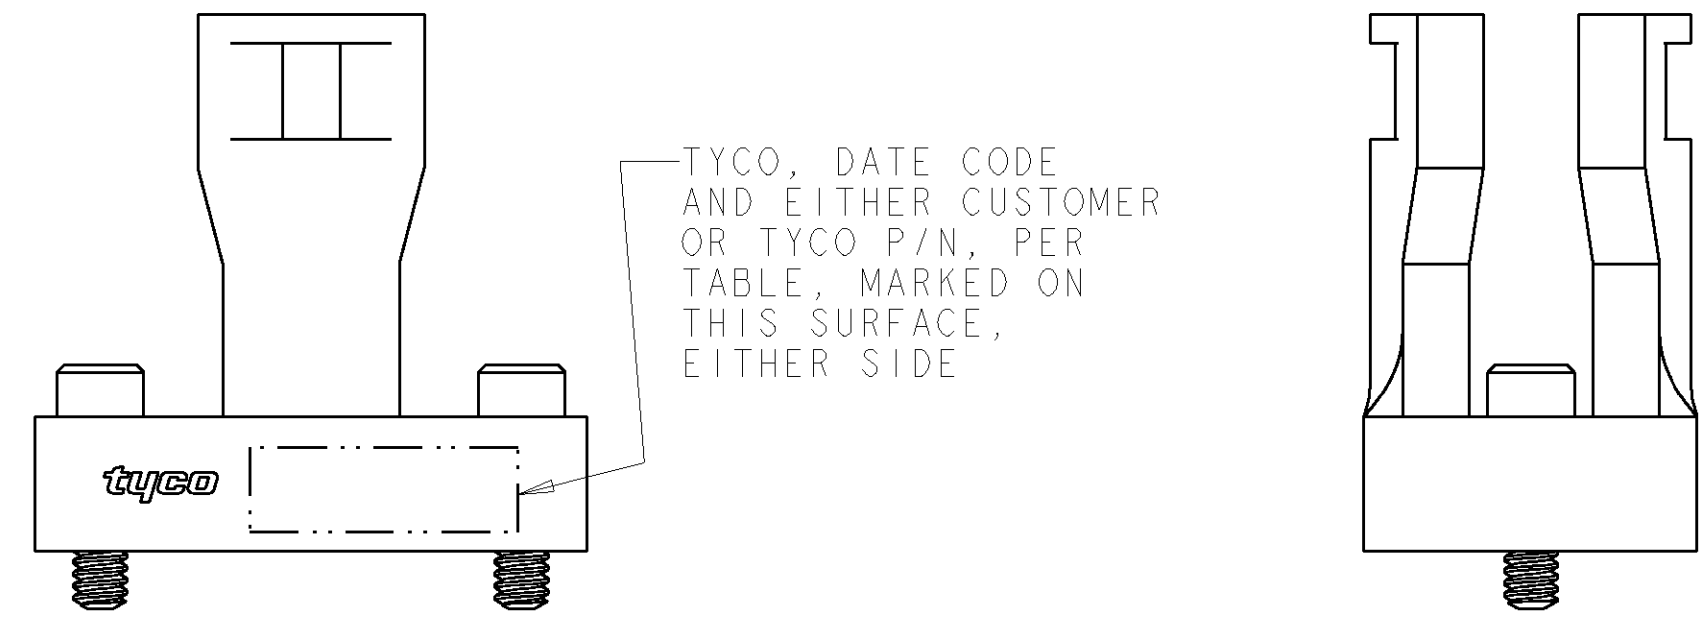 TYCO, DATE CODE
AND EITHER CUSTOMER
OR TYCO P/N, PER
TABLE, MARKED ON
THIS SURFACE,
EITHER SIDE
tyco